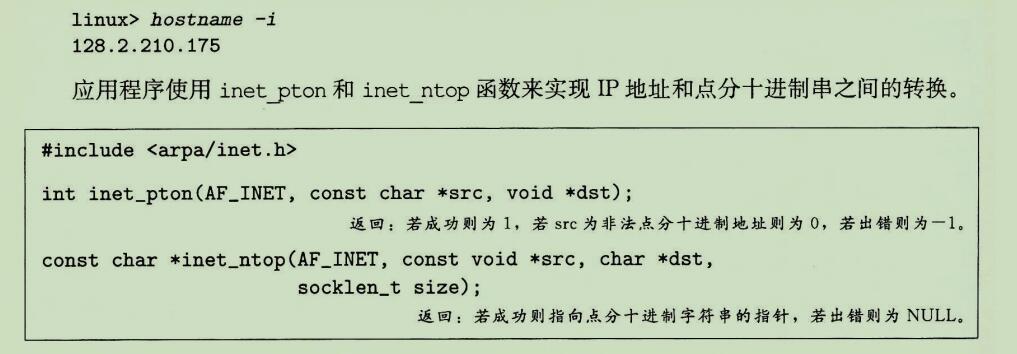 linux> hostname -i
128.2.210.175
应用程序使用 inet_pton 和 inet_ntop 函数来实现 IP 地址和点分十进制串之间的转换。
#include <arpa/inet.h>
int inet_pton(AF_INET, const char *src, void *dst);
返回：若成功则为 1，若 src 为非法点分十进制地址则为 0，若出错则为－1。
const char *inet_ntop(AF_INET, const void *src, char *dst,
socklen_t size);
返回：若成功则指向点分十进制字符串的指针，若出错则为 NULL。